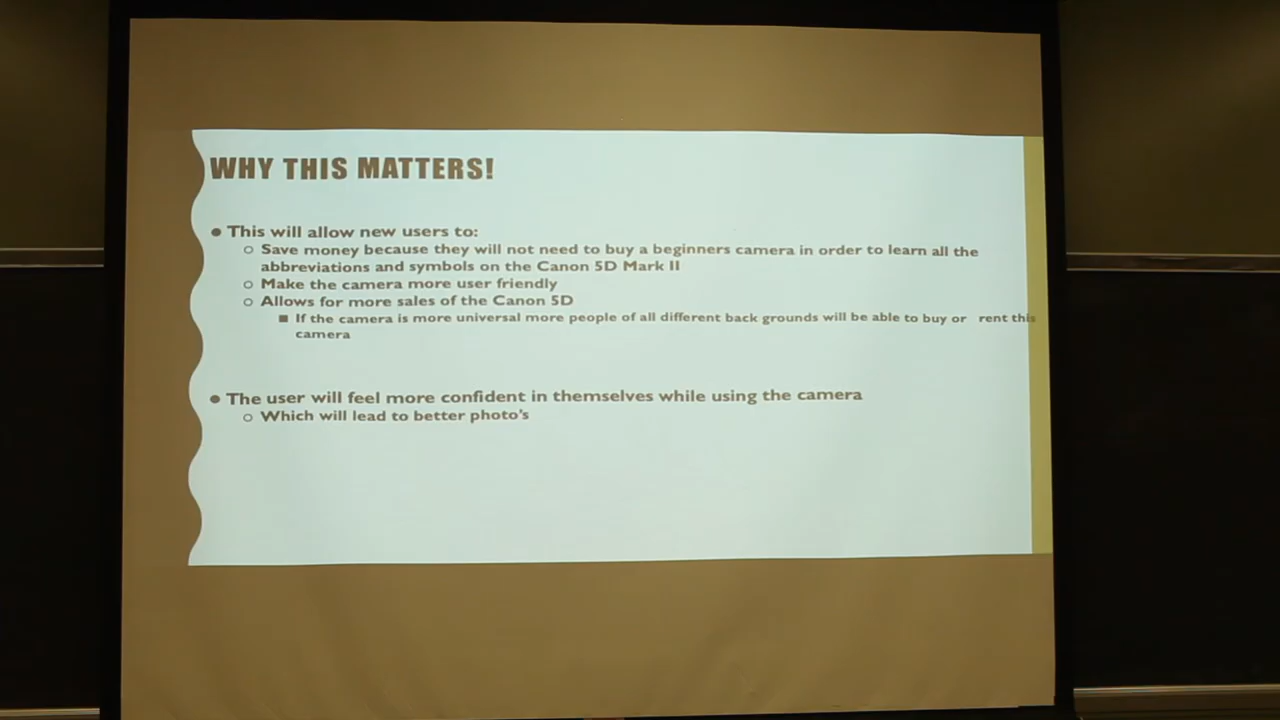 WHY THIS MATTERS!
● This will allow new users to:
○ Save money because they will not need to buy a beginners camera in order to learn all the
abbreviations and symbols on the Canon 5D Mark II
○ Make the camera more user friendly
○ Allows for more sales of the Canon 5D
■ If the camera is more universal more people of all different back grounds will be able to buy or rent this
camera
● The user will feel more confident in themselves while using the camera
○ Which will lead to better photo's